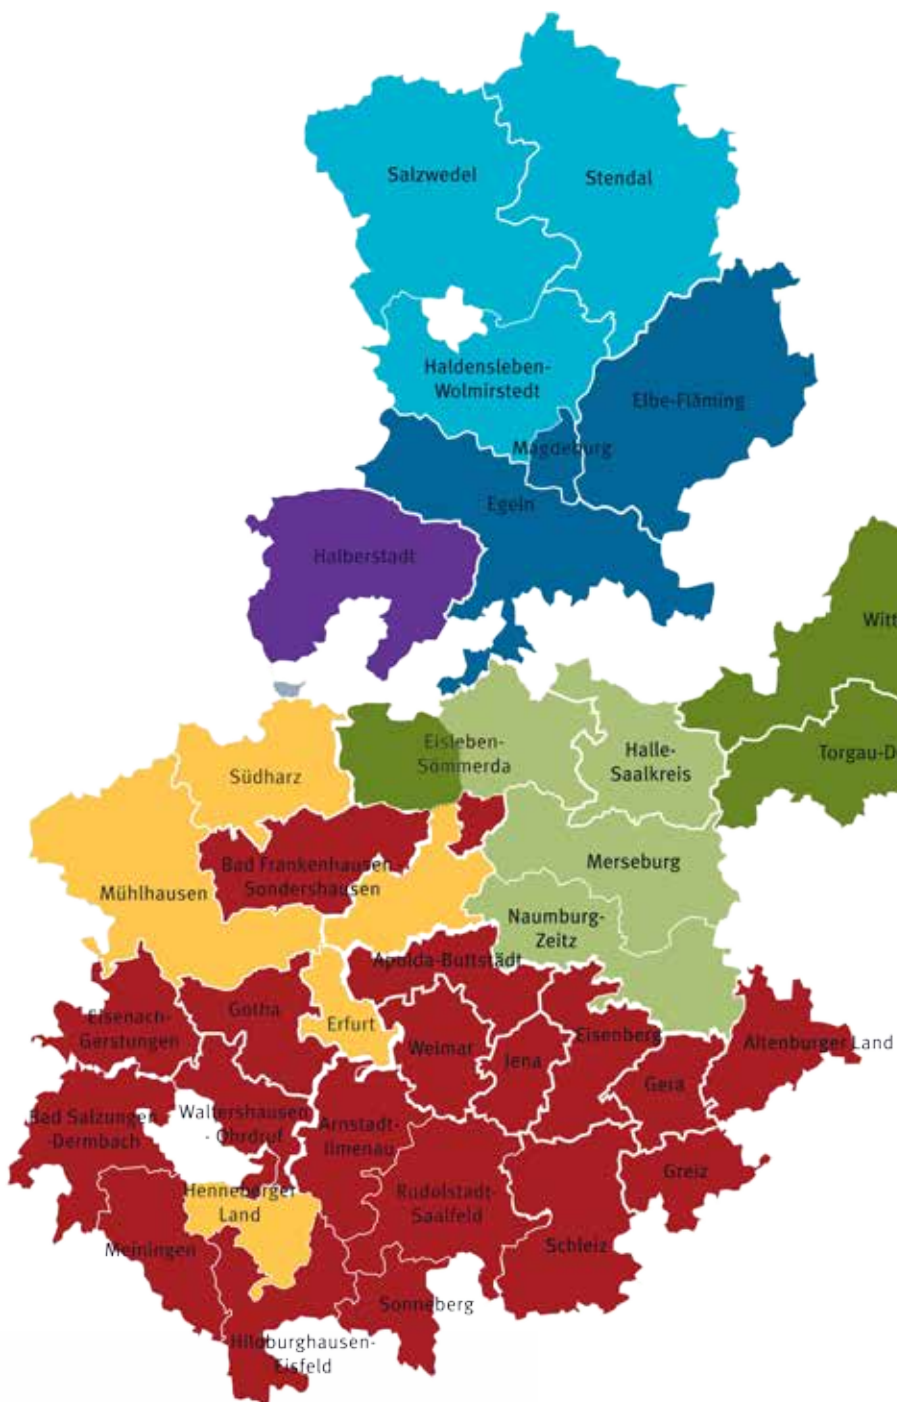 Salzwedel
Stendal
Haldensleben-
Wolmirstedt
Elbe-Fläming
Magdeburg
Egeln
Halberstadt
Witt
Eisleben-
Sömmerda
Halle-
Saalkreis
Torgau-D
Südharz
Bad Frankenhausen -
Sondershausen
Merseburg
Mühlhausen
Naumburg-
Zeitz
Apolda-Buttstädt
Eisenach-
Gerstungen
Gotha
Erfurt
Weimar
Jena
Eisenberg
Altenburger Land
Gera
Bad Salzungen
-Dermbach
Waltershausen
- Ohrdruf
Arnstadt-
Ilmenau
Greiz
Henneberger
Land
Rudolstadt-
Saalfeld
Meiningen
Schleiz
Sonneberg
Hildburghausen-
Eisfeld